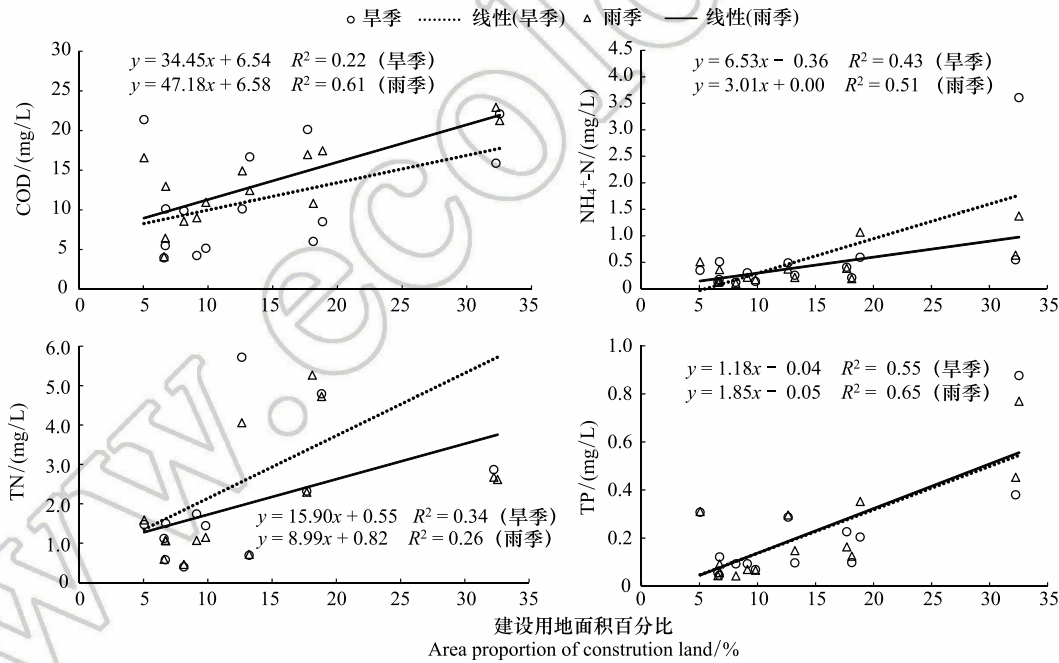 旱季 线性(旱季) 雨季 线性(雨季)
y = 34.45x + 6.54 R² = 0.22（旱季）
y = 47.18x + 6.58 R² = 0.61（雨季）
COD/(mg/L)
30
25
20
15
10
5
0
0 5 10 15 20 25 30 35
y = 6.53x − 0.36 R² = 0.43（旱季）
y = 3.01x + 0.00 R² = 0.51（雨季）
NH₄⁺-N/(mg/L)
4.5
4.0
3.5
3.0
2.5
2.0
1.5
1.0
0.5
0
0 5 10 15 20 25 30 35
TN/(mg/L)
6.0
5.0
4.0
3.0
2.0
1.0
0
y = 15.90x + 0.55 R² = 0.34（旱季）
y = 8.99x + 0.82 R² = 0.26（雨季）
0 5 10 15 20 25 30 35
y = 1.18x − 0.04 R² = 0.55（旱季）
y = 1.85x − 0.05 R² = 0.65（雨季）
TP/(mg/L)
1.0
0.8
0.6
0.4
0.2
0
0 5 10 15 20 25 30 35
建设用地面积百分比
Area proportion of constrution land/%
www.ecolo